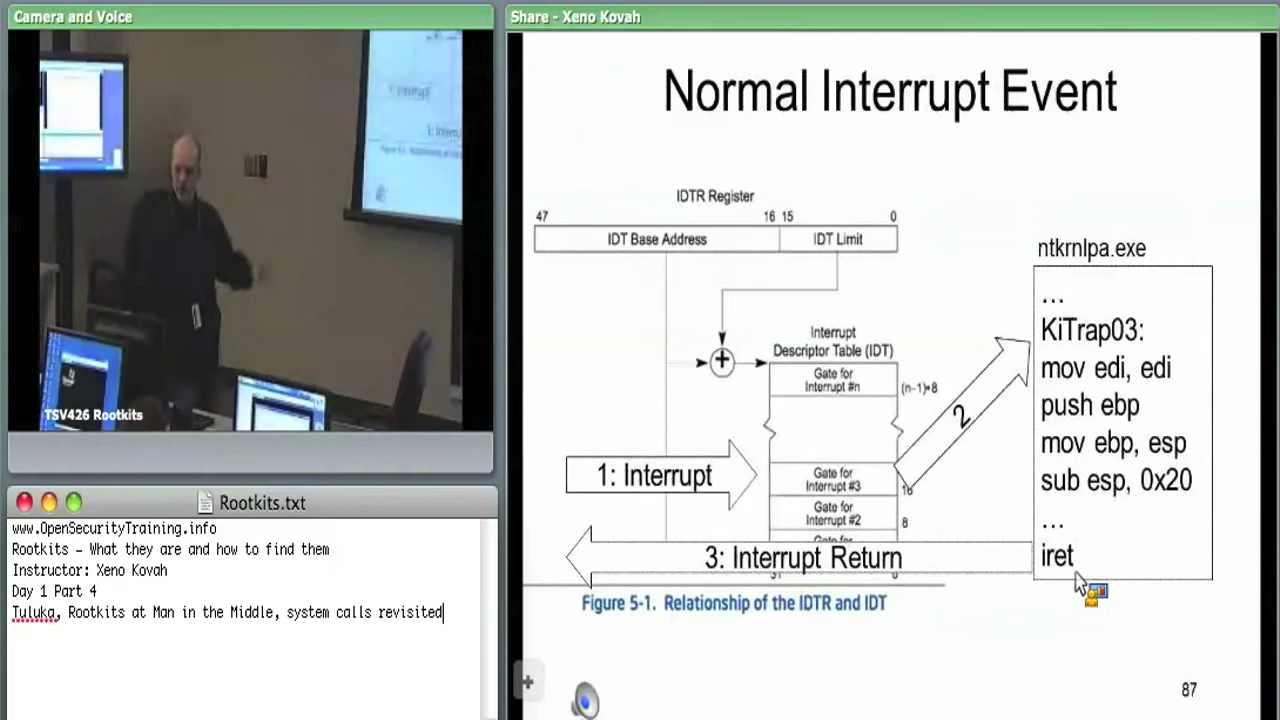 Camera and Voice
TSV426 Rootkits
Rootkits.txt
www.OpenSecurityTraining.info
Rootkits – What they are and how to find them
Instructor: Xeno Kovah
Day 1 Part 4
Tuluka, Rootkits at Man in the Middle, system calls revisited
Share - Xeno Kovah
Normal Interrupt Event
IDTR Register
47
16 15
0
IDT Base Address
IDT Limit
+
Interrupt
Descriptor Table (IDT)
Gate for
Interrupt #n
(n–1)*8
1: Interrupt
Gate for
Interrupt #3
16
Gate for
Interrupt #2
8
Gate for
3: Interrupt Return
31
0
Figure 5-1. Relationship of the IDTR and IDT
2
ntkrnlpa.exe
...
KiTrap03:
mov edi, edi
push ebp
mov ebp, esp
sub esp, 0x20
...
iret
87